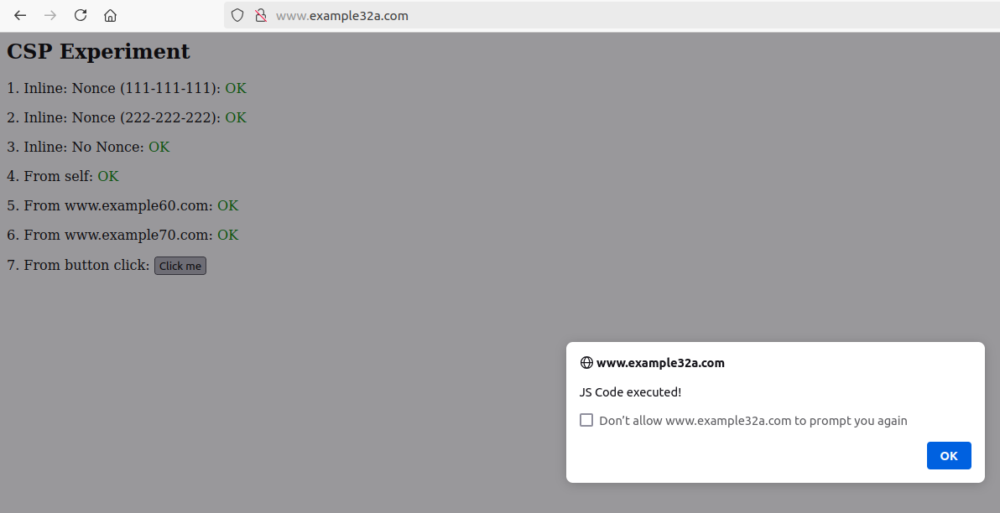 www.example32a.com
CSP Experiment
1. Inline: Nonce (111-111-111): OK
2. Inline: Nonce (222-222-222): OK
3. Inline: No Nonce: OK
4. From self: OK
5. From www.example60.com: OK
6. From www.example70.com: OK
7. From button click: Click me
www.example32a.com
JS Code executed!
Don’t allow www.example32a.com to prompt you again
OK